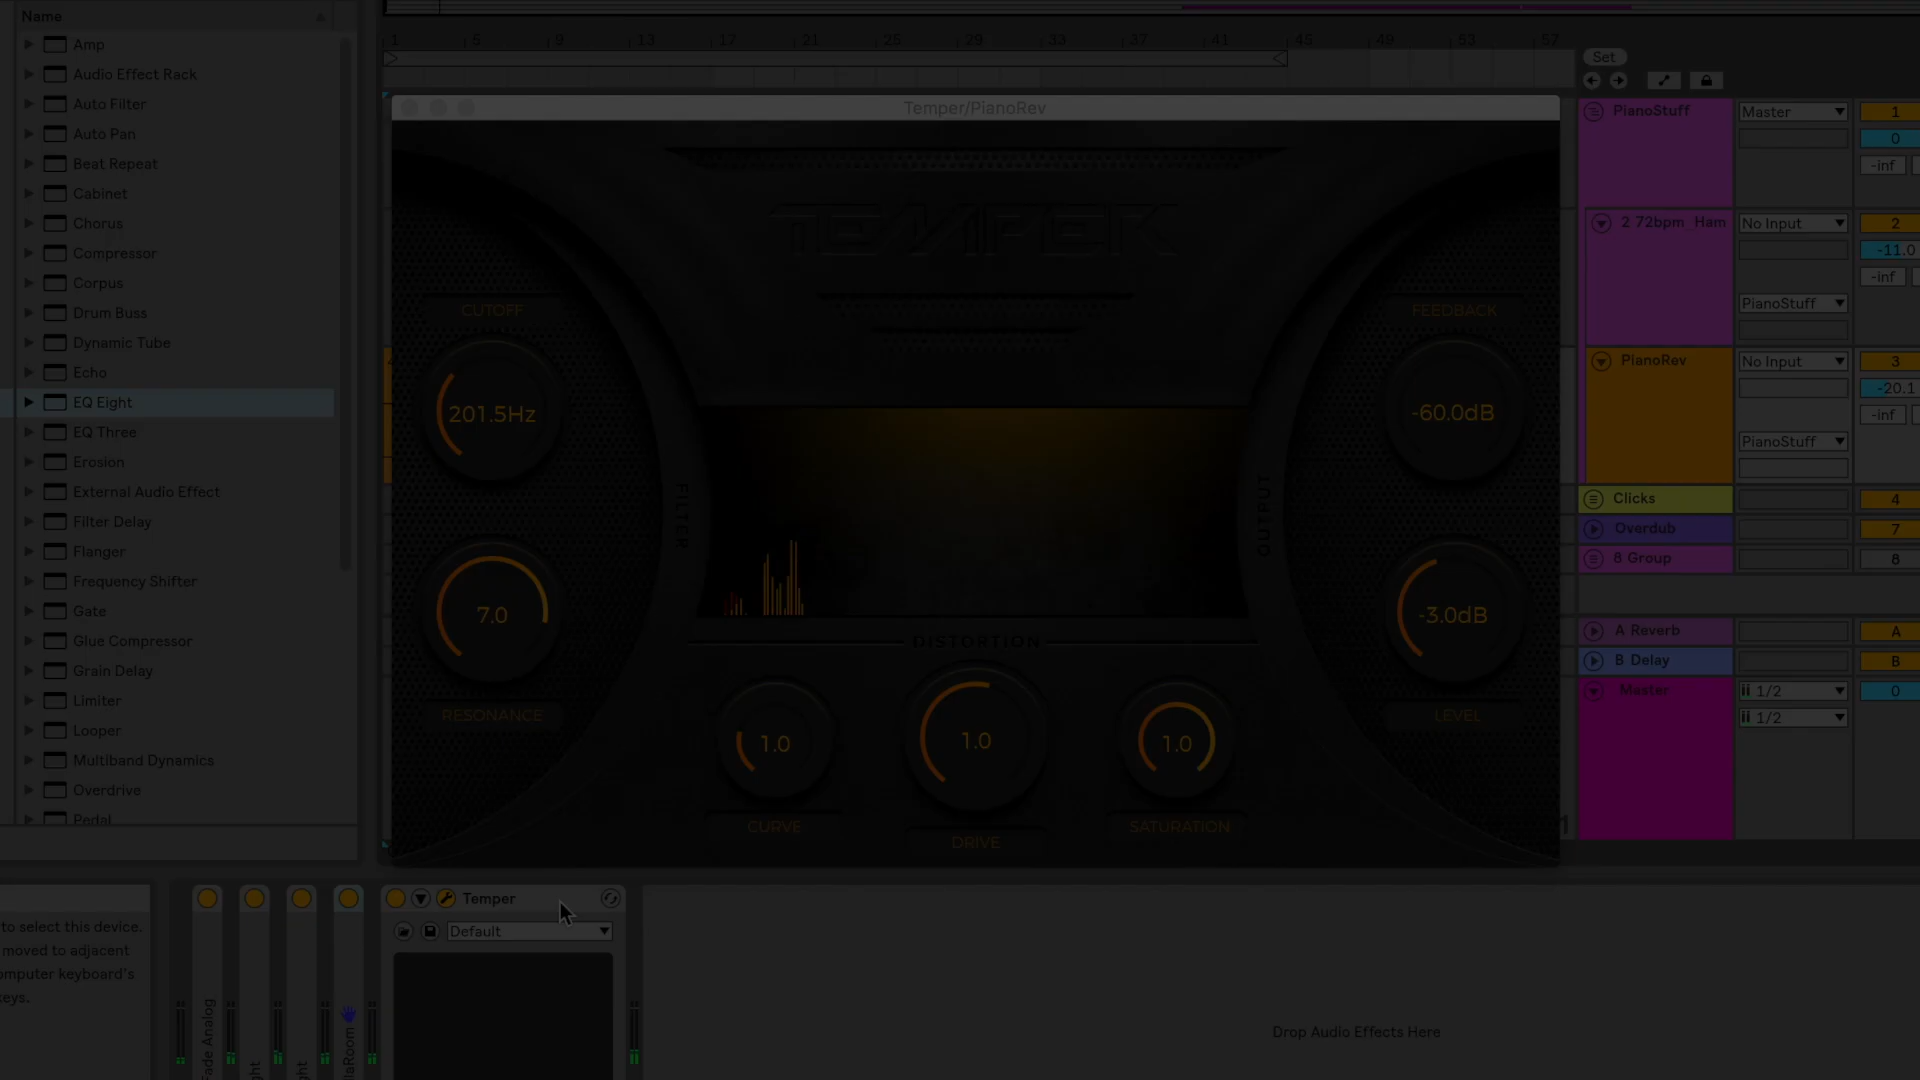 Name
Amp
Audio Effect Rack
Auto Filter
Auto Pan
Beat Repeat
Cabinet
Chorus
Compressor
Corpus
Drum Buss
Dynamic Tube
Echo
EQ Eight
EQ Three
Erosion
External Audio Effect
Filter Delay
Flanger
Frequency Shifter
Gate
Glue Compressor
Grain Delay
Limiter
Looper
Multiband Dynamics
Overdrive
Pedal
1 5 9 13 17 21 25 29 33 37 41 45 49 53 57
Set
Temper/PianoRev
TEMPER
CUTOFF
201.5Hz
7.0
RESONANCE
FILTER
OUTPUT
FEEDBACK
-60.0dB
-3.0dB
LEVEL
DISTORTION
1.0
CURVE
1.0
DRIVE
1.0
SATURATION
PianoStuff Master 1
0
-inf
2 72bpm Ham No Input 2
-11.0
-inf
PianoStuff
PianoRev No Input 3
-20.1
-inf
PianoStuff
Clicks 4
Overdub 7
8 Group 8
A Reverb A
B Delay B
Master 1/2 0
1/2
to select this device.
moved to adjacent
omputer keyboard's
keys.
Fade Analog
ght
ght
llaRoom
Temper
Default
Drop Audio Effects Here